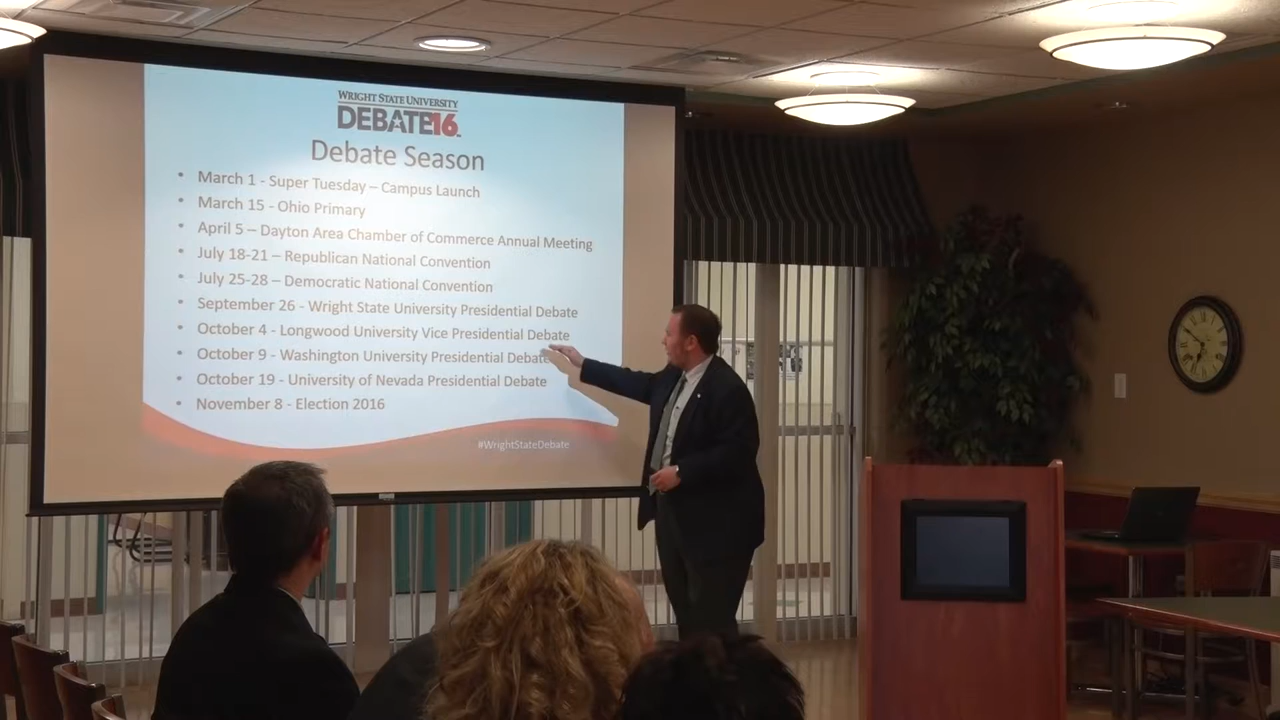 WRIGHT STATE UNIVERSITY
DEBATE16
Debate Season
• March 1 - Super Tuesday – Campus Launch
• March 15 - Ohio Primary
• April 5 – Dayton Area Chamber of Commerce Annual Meeting
• July 18-21 – Republican National Convention
• July 25-28 – Democratic National Convention
• September 26 - Wright State University Presidential Debate
• October 4 - Longwood University Vice Presidential Debate
• October 9 - Washington University Presidential Debate
• October 19 - University of Nevada Presidential Debate
• November 8 - Election 2016
#WrightStateDebate